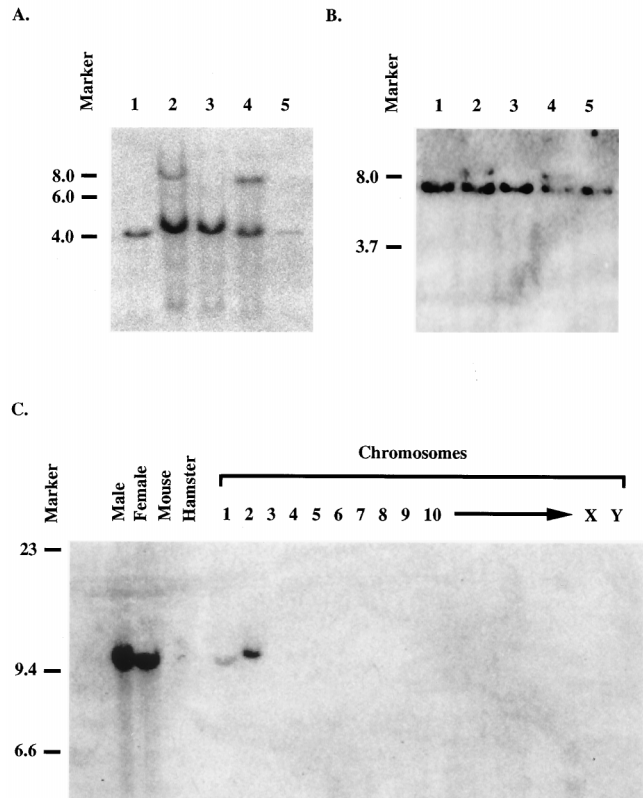 A.
Marker
1 2 3 4 5
8.0
6.0
4.0
B.
Marker
1 2 3 4 5
8.0
3.7
C.
Chromosomes
Marker
Male
Female
Mouse
Hamster
1 2 3 4 5 6 7 8 9 10 X Y
23
9.4
6.6